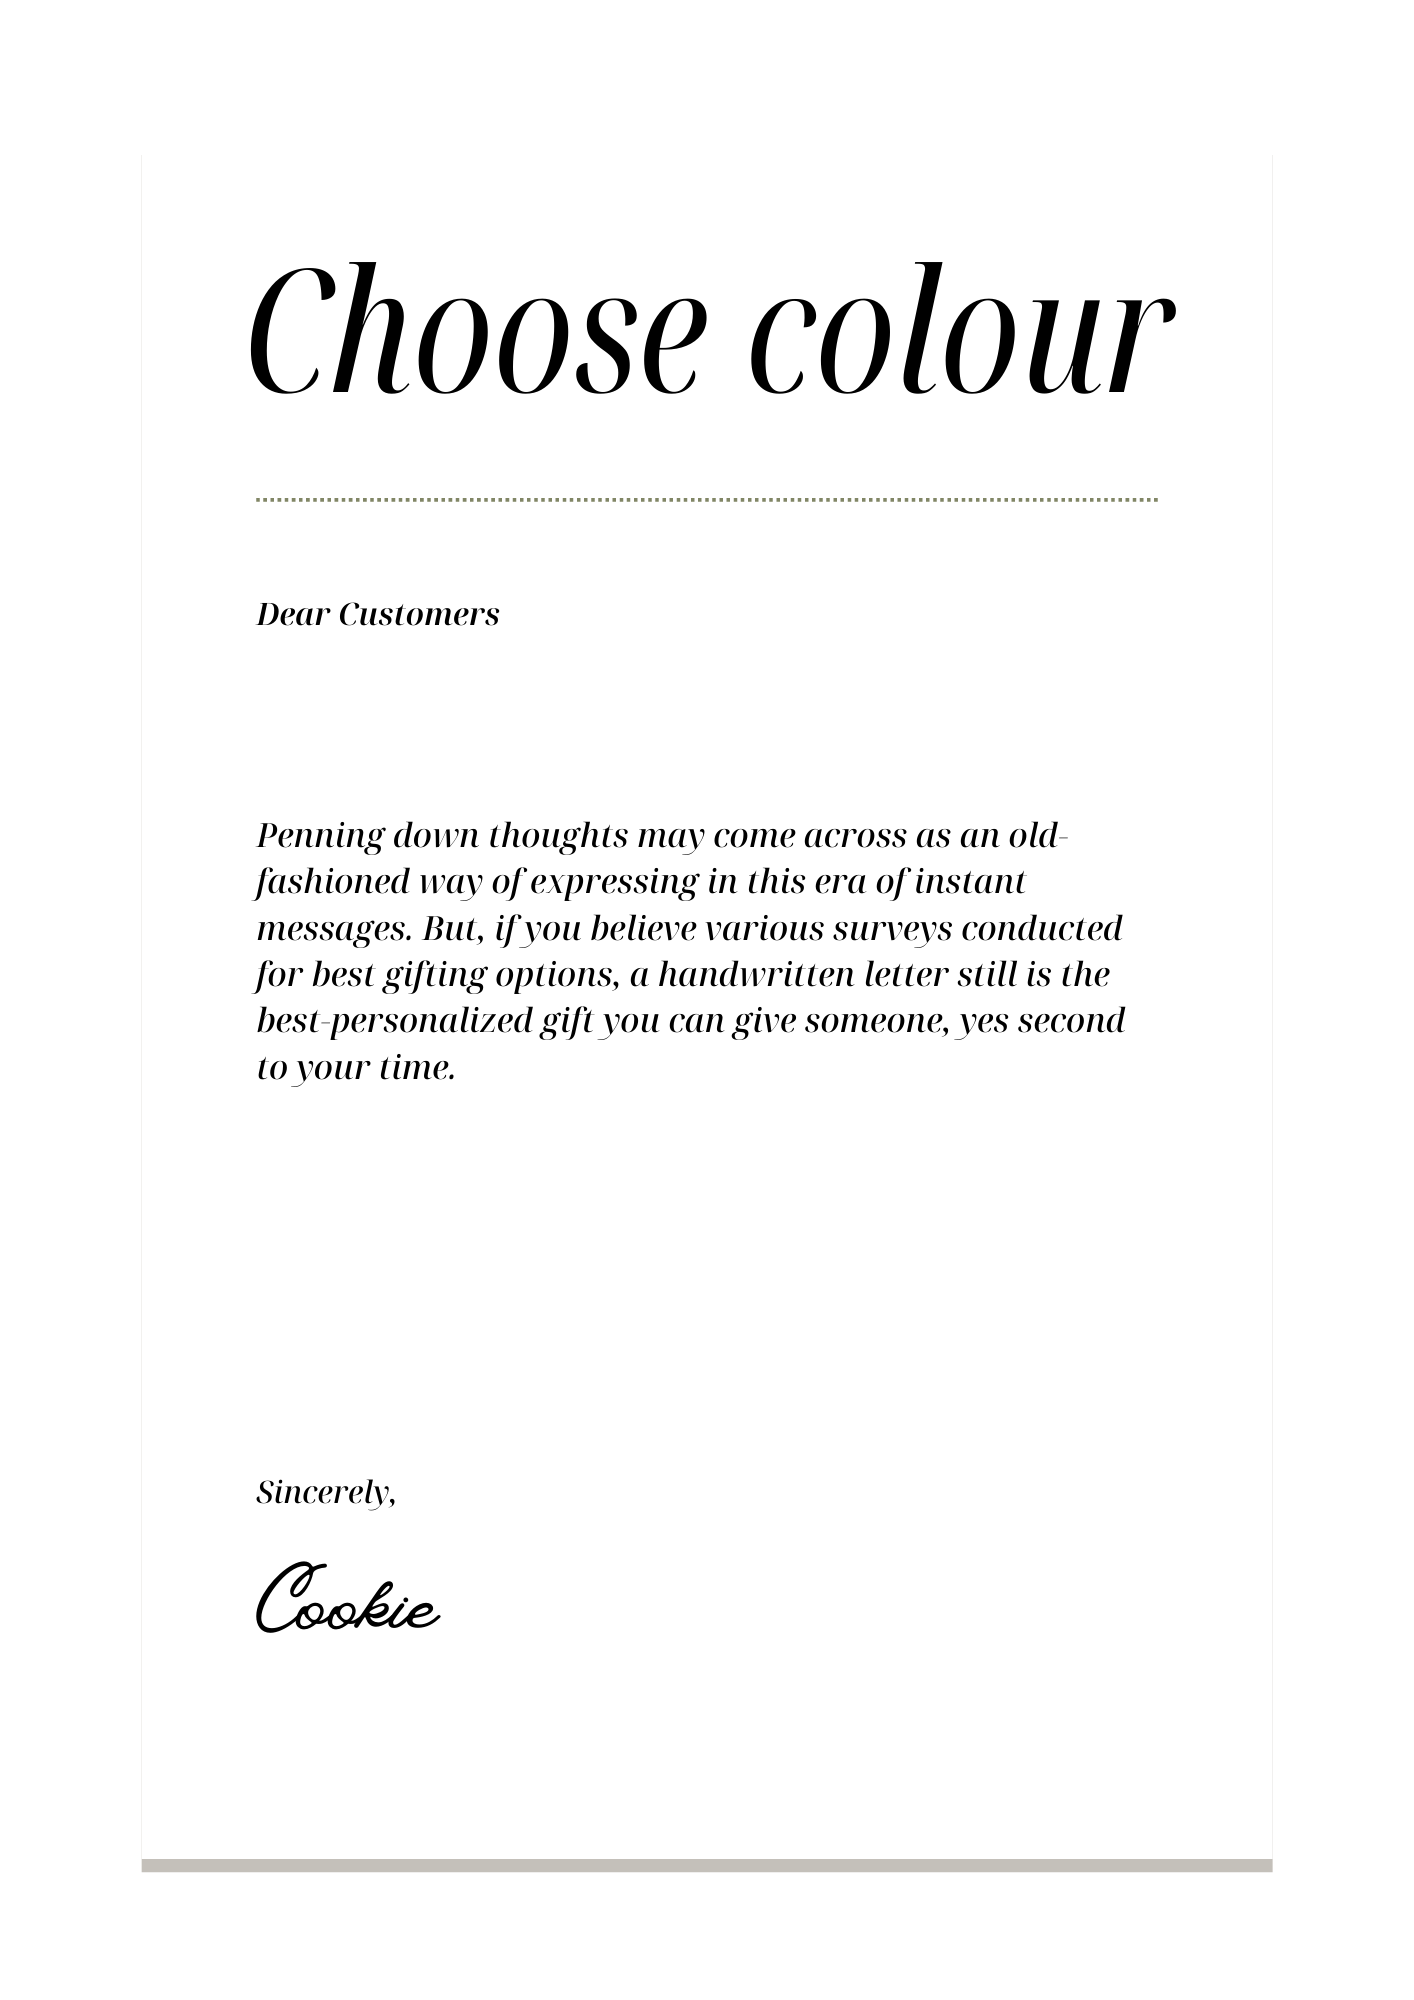 Choose colour
Dear Customers
Penning down thoughts may come across as an old-
fashioned way of expressing in this era of instant
messages. But, if you believe various surveys conducted
for best gifting options, a handwritten letter still is the
best-personalized gift you can give someone, yes second
to your time.
Sincerely,
Cookie